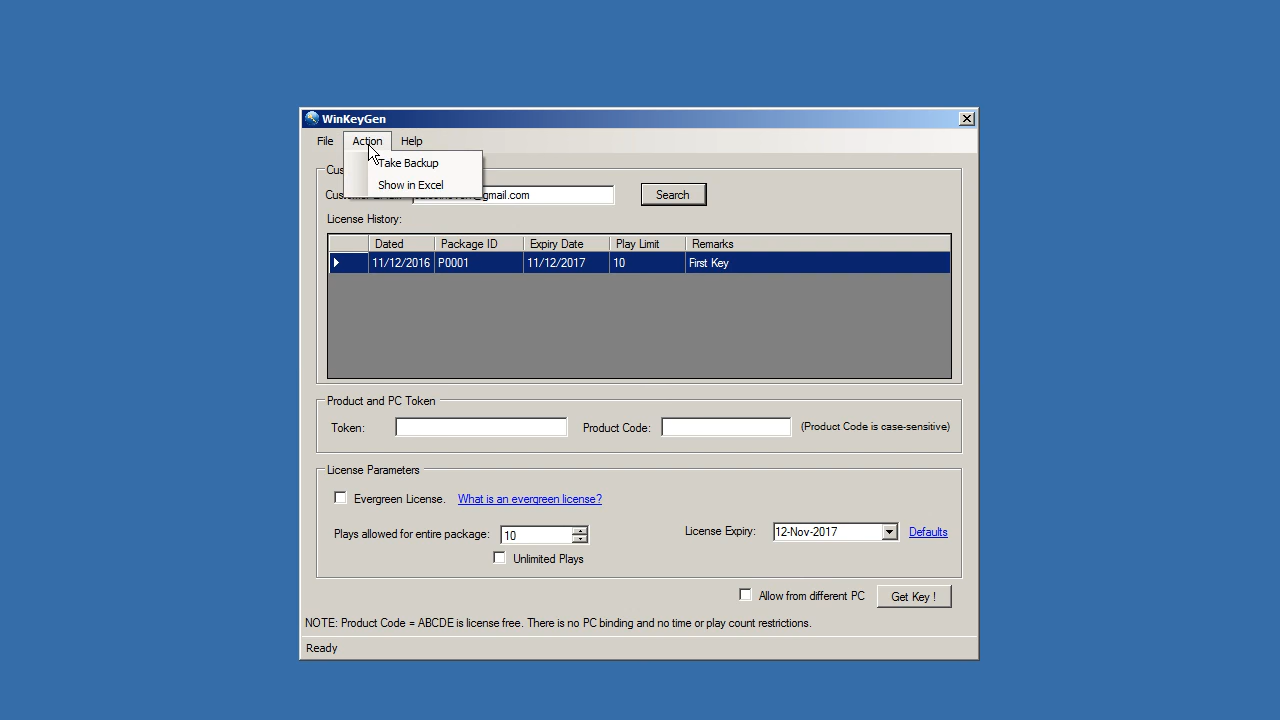 WinKeyGen
File Action Help
Take Backup
Show in Excel
@gmail.com Search
License History:
Dated Package ID Expiry Date Play Limit Remarks
11/12/2016 P0001 11/12/2017 10 First Key
Product and PC Token
Token: Product Code: (Product Code is case-sensitive)
License Parameters
Evergreen License. What is an evergreen license?
Plays allowed for entire package: 10 License Expiry: 12-Nov-2017 Defaults
Unlimited Plays
Allow from different PC Get Key !
NOTE: Product Code = ABCDE is license free. There is no PC binding and no time or play count restrictions.
Ready